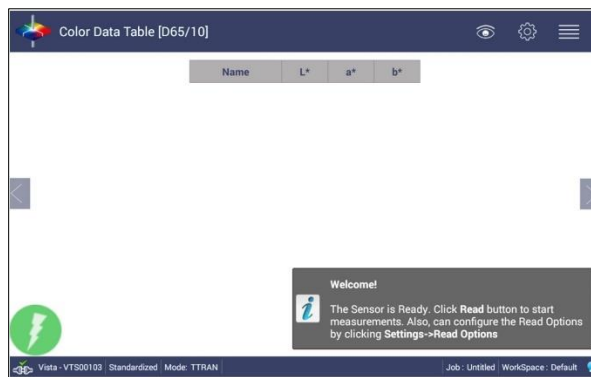 Color Data Table [D65/10]
Name L* a* b*
Welcome!
The Sensor is Ready. Click Read button to start
measurements. Also, can configure the Read Options
by clicking Settings->Read Options
Vista - VTS00103 Standardized Mode: TTRAN Job : Untitled WorkSpace : Default